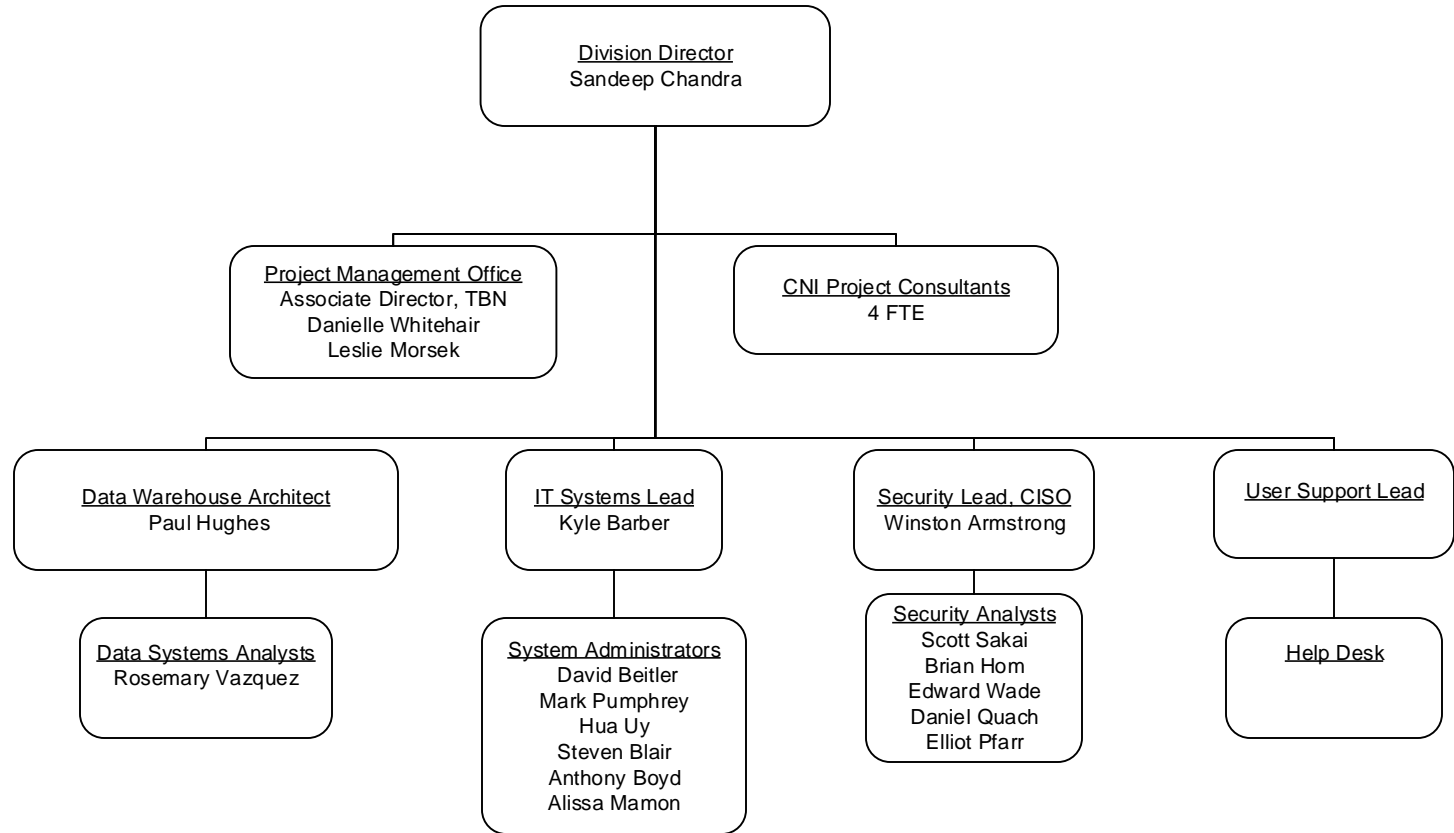 Division Director
Sandeep Chandra
Project Management Office
Associate Director, TBN
Danielle Whitehair
Leslie Morsek
CNI Project Consultants
4 FTE
Data Warehouse Architect
Paul Hughes
IT Systems Lead
Kyle Barber
Security Lead, CISO
Winston Armstrong
User Support Lead
Data Systems Analysts
Rosemary Vazquez
System Administrators
David Beitler
Mark Pumphrey
Hua Uy
Steven Blair
Anthony Boyd
Alissa Mamon
Security Analysts
Scott Sakai
Brian Horn
Edward Wade
Daniel Quach
Elliot Pfarr
Help Desk